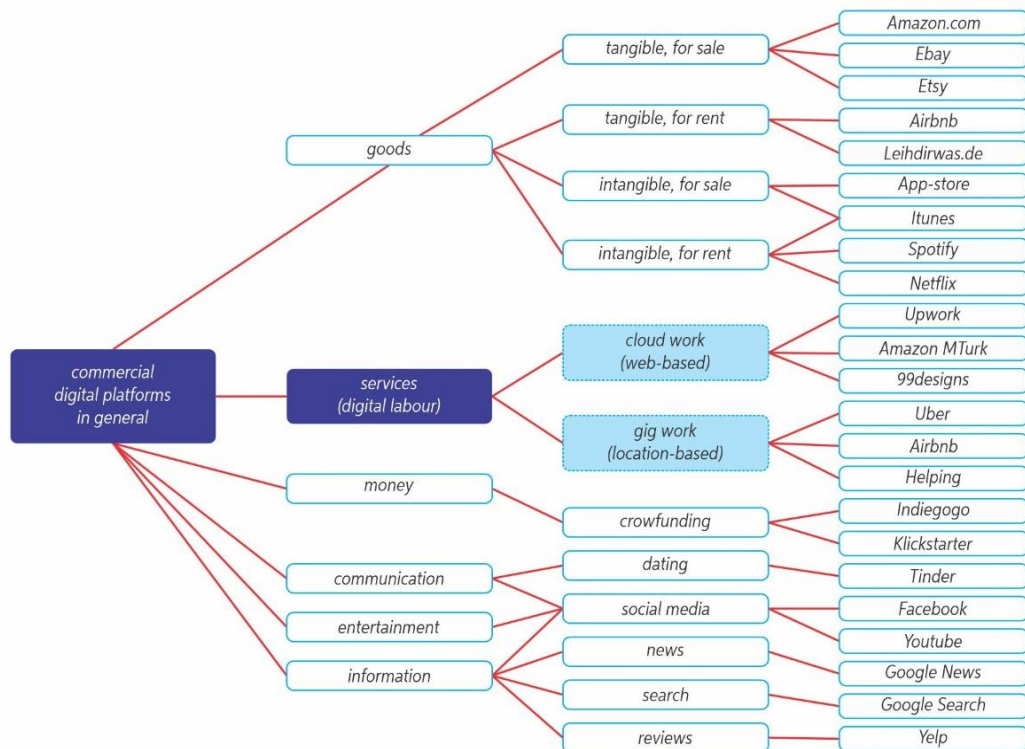 commercial
digital platforms
in general
goods
services
(digital labour)
money
communication
entertainment
information
tangible, for sale
tangible, for rent
intangible, for sale
intangible, for rent
cloud work
(web-based)
gig work
(location-based)
crowfunding
dating
social media
news
search
reviews
Amazon.com
Ebay
Etsy
Airbnb
Leihdirwas.de
App-store
Itunes
Spotify
Netflix
Upwork
Amazon MTurk
99designs
Uber
Airbnb
Helping
Indiegogo
Klickstarter
Tinder
Facebook
Youtube
Google News
Google Search
Yelp